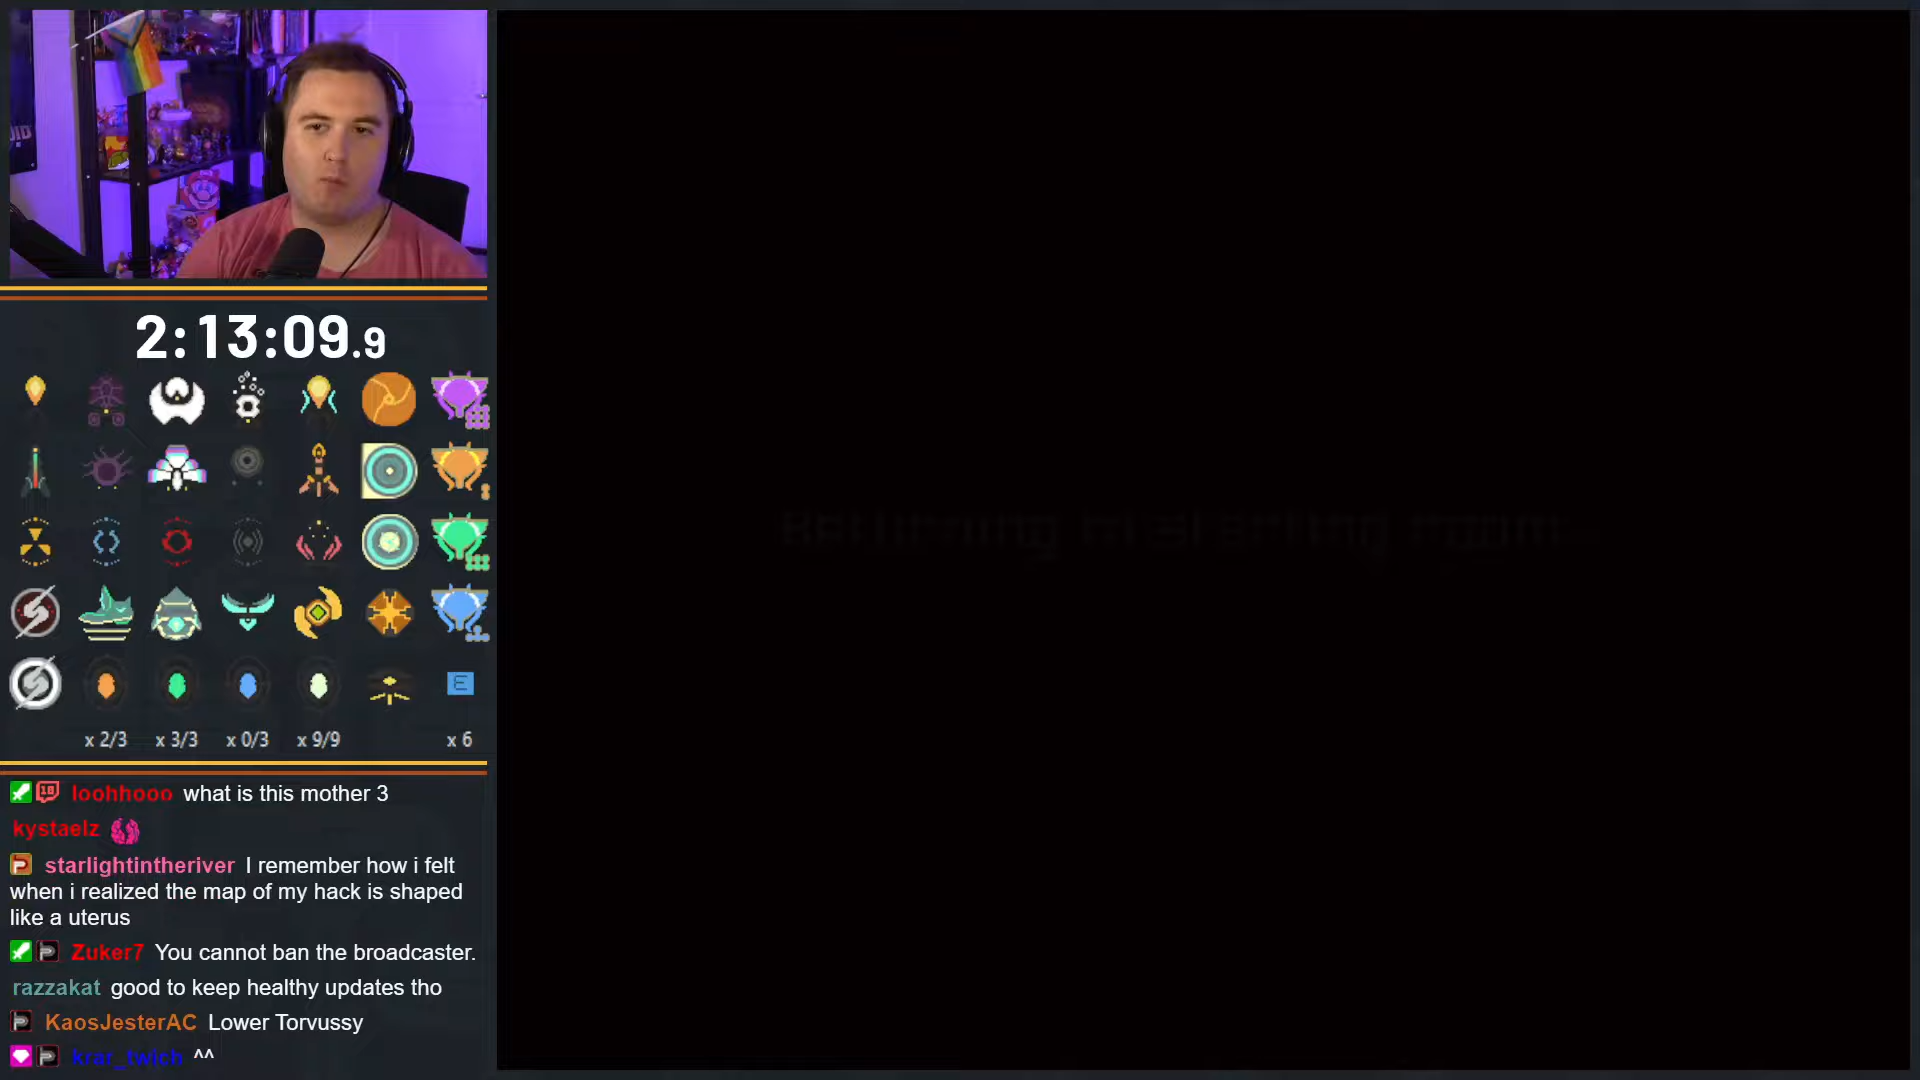 2:13:09.9
x 2/3 x 3/3 x 0/3 x 9/9 x 6
loohhooo what is this mother 3
kystaelz
starlightintheriver I remember how i felt
when i realized the map of my hack is shaped
like a uterus
Zuker7 You cannot ban the broadcaster.
razzakat good to keep healthy updates tho
KaosJesterAC Lower Torvussy
krar_twich ^^